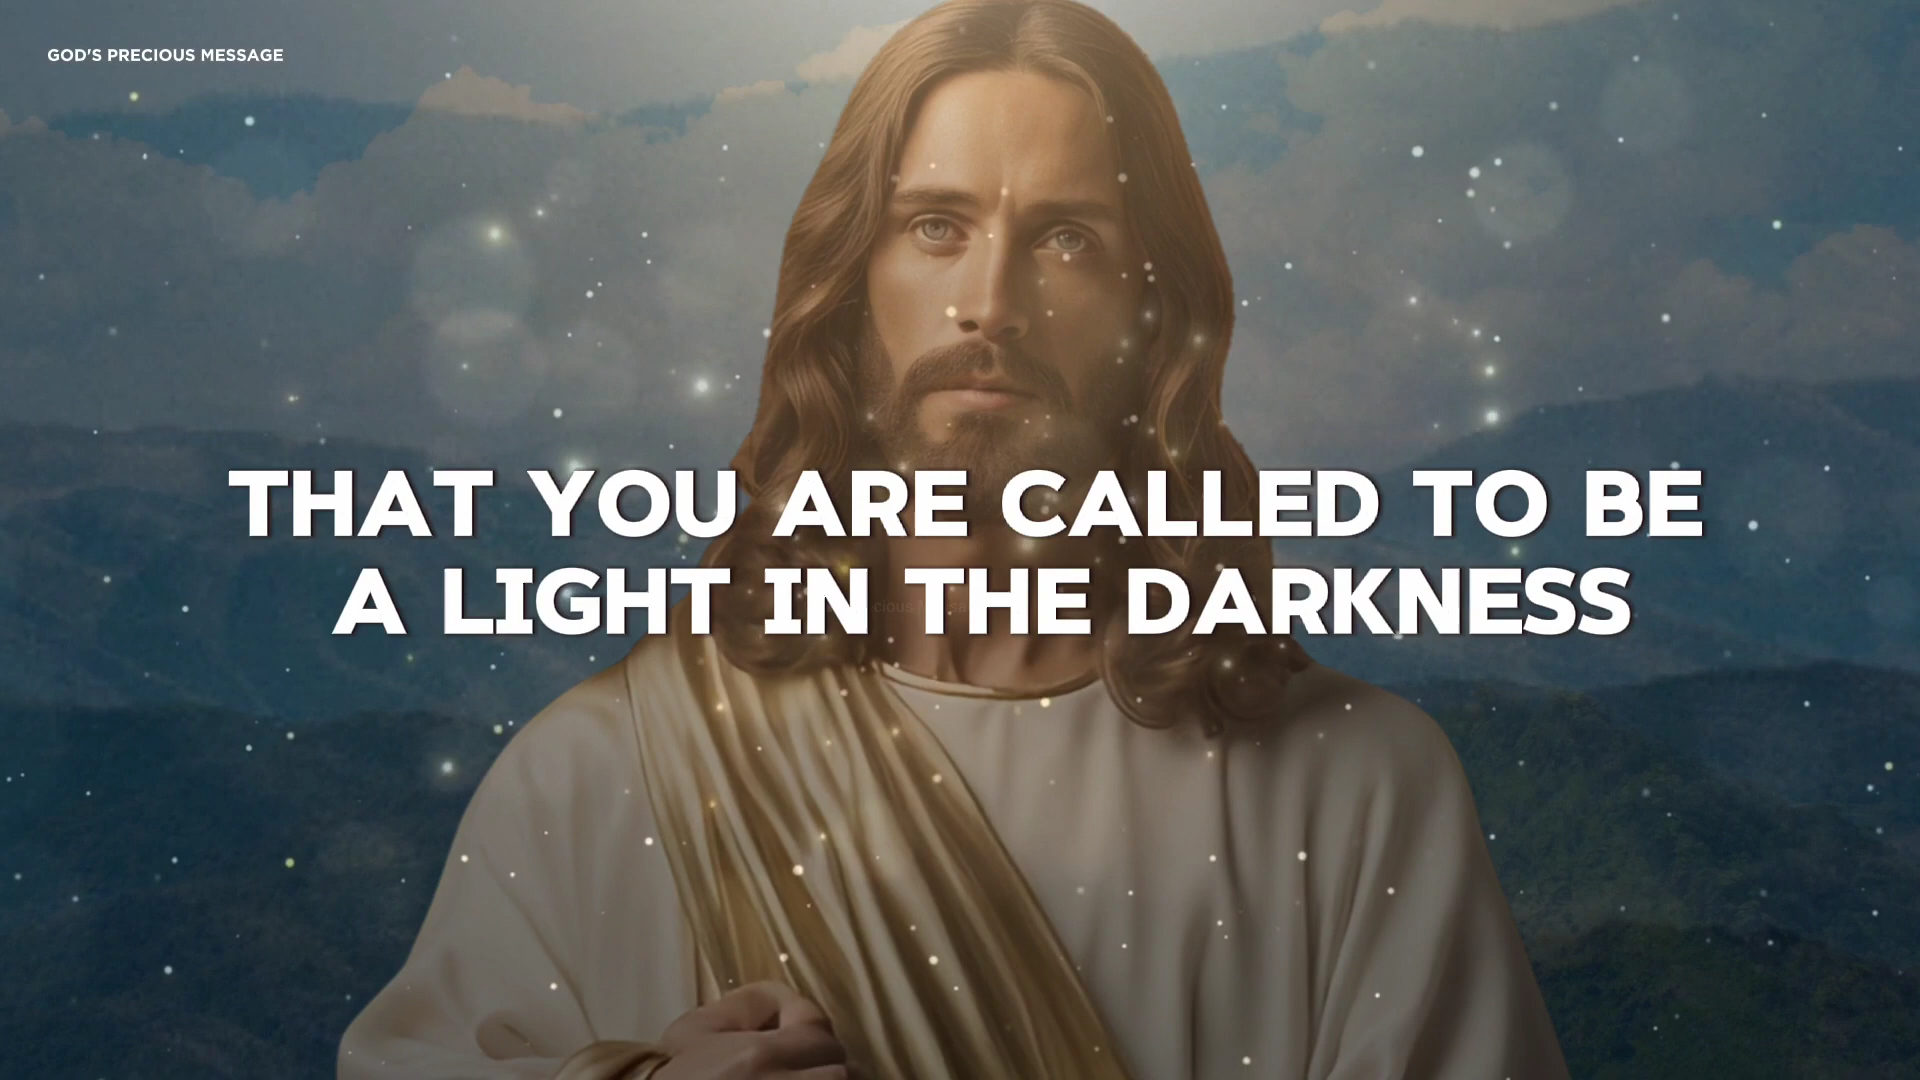 GOD'S PRECIOUS MESSAGE
THAT YOU ARE CALLED TO BE
A LIGHT IN THE DARKNESS